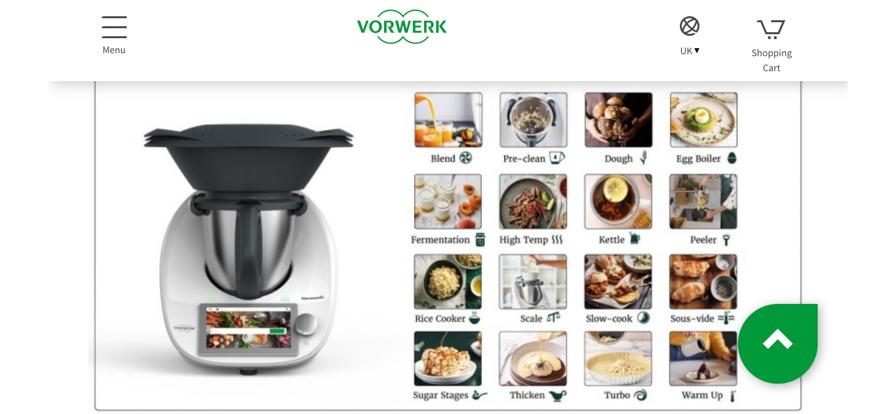 Menu
VORWERK
UK
Shopping
Cart
Blend
Pre-clean
Dough
Egg Boiler
Fermentation
High Temp
Kettle
Peeler
Rice Cooker
Scale
Slow-cook
Sous-vide
Sugar Stages
Thicken
Turbo
Warm Up